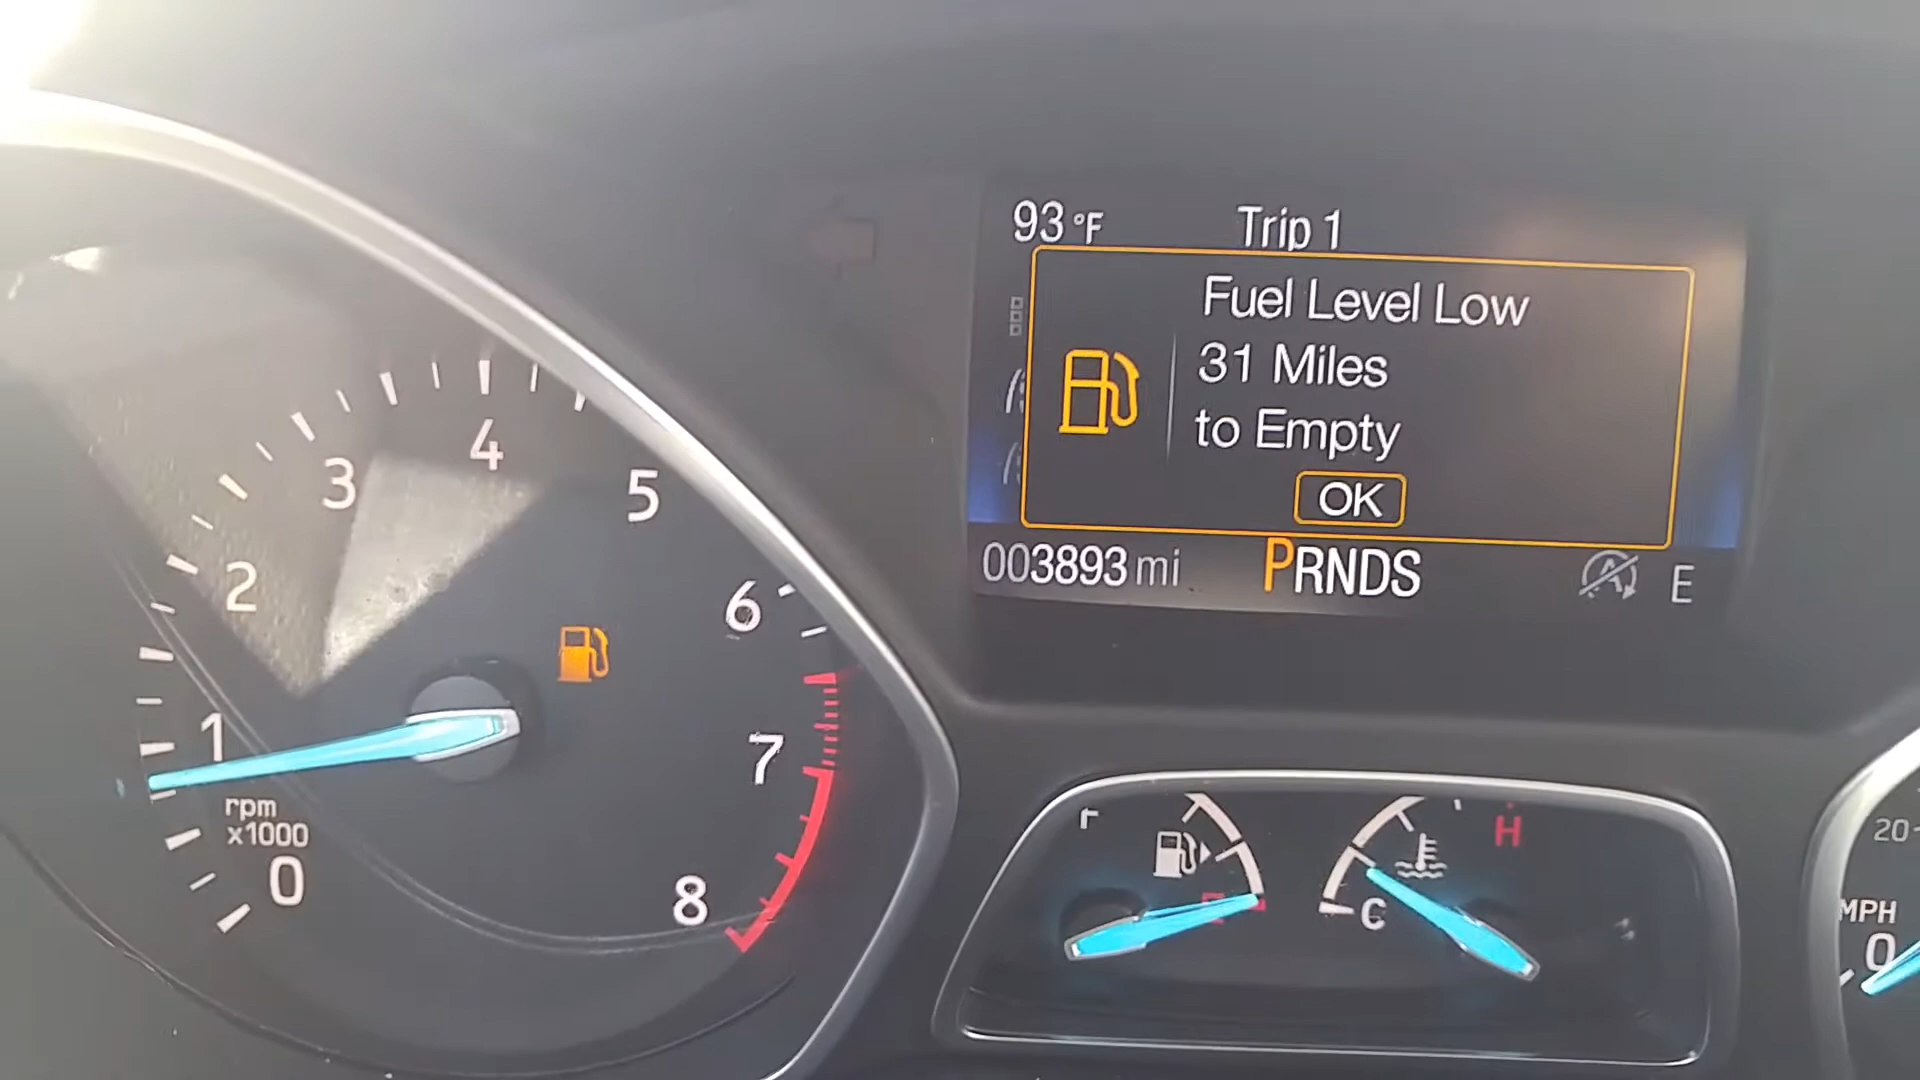 93 °F Trip 1
Fuel Level Low
31 Miles
to Empty
OK
003893 mi PRNDS E
0
1
2
3
4
5
6
7
8
rpm
x1000
C
H
20
MPH
0